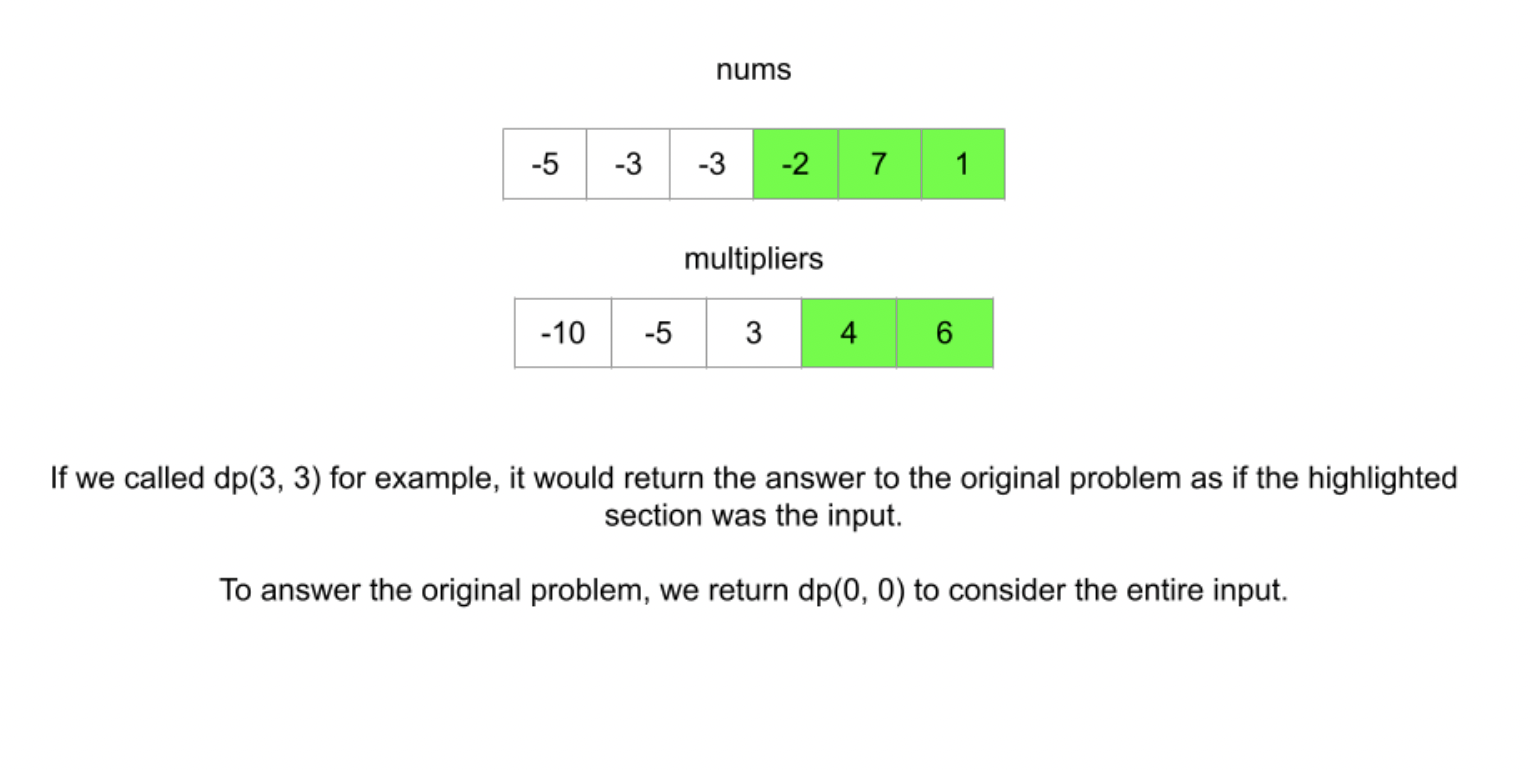 nums
-5 -3 -3 -2 7 1
multipliers
-10 -5 3 4 6
If we called dp(3, 3) for example, it would return the answer to the original problem as if the highlighted
section was the input.
To answer the original problem, we return dp(0, 0) to consider the entire input.